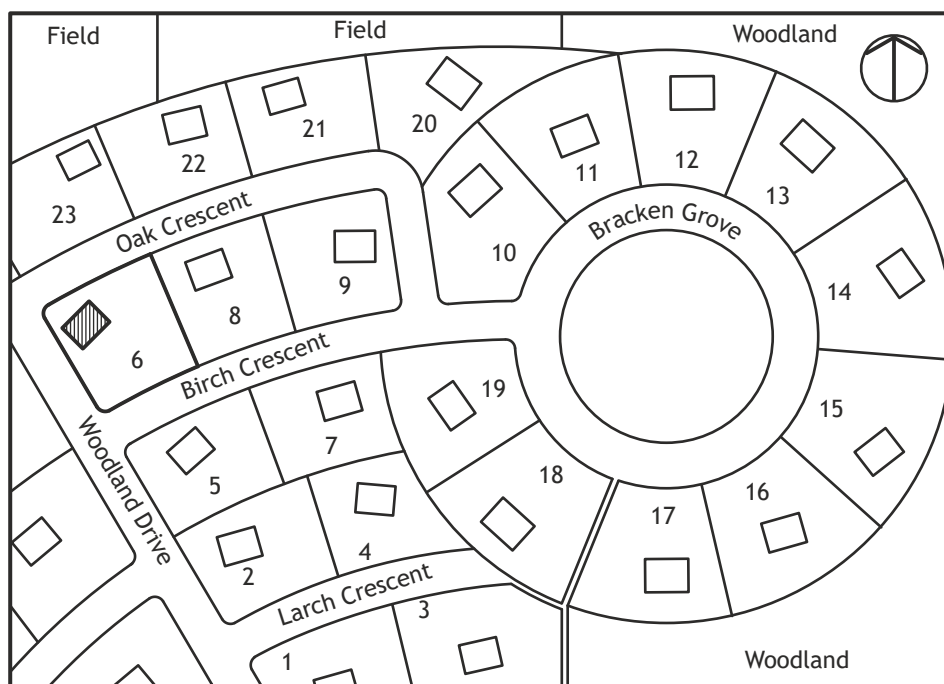 Field
Field
Woodland
20
21
22
23
11
12
13
10
14
Oak Crescent
Bracken Grove
9
8
6
Birch Crescent
19
15
7
5
18
16
17
Woodland Drive
4
2
Larch Crescent
3
1
Woodland